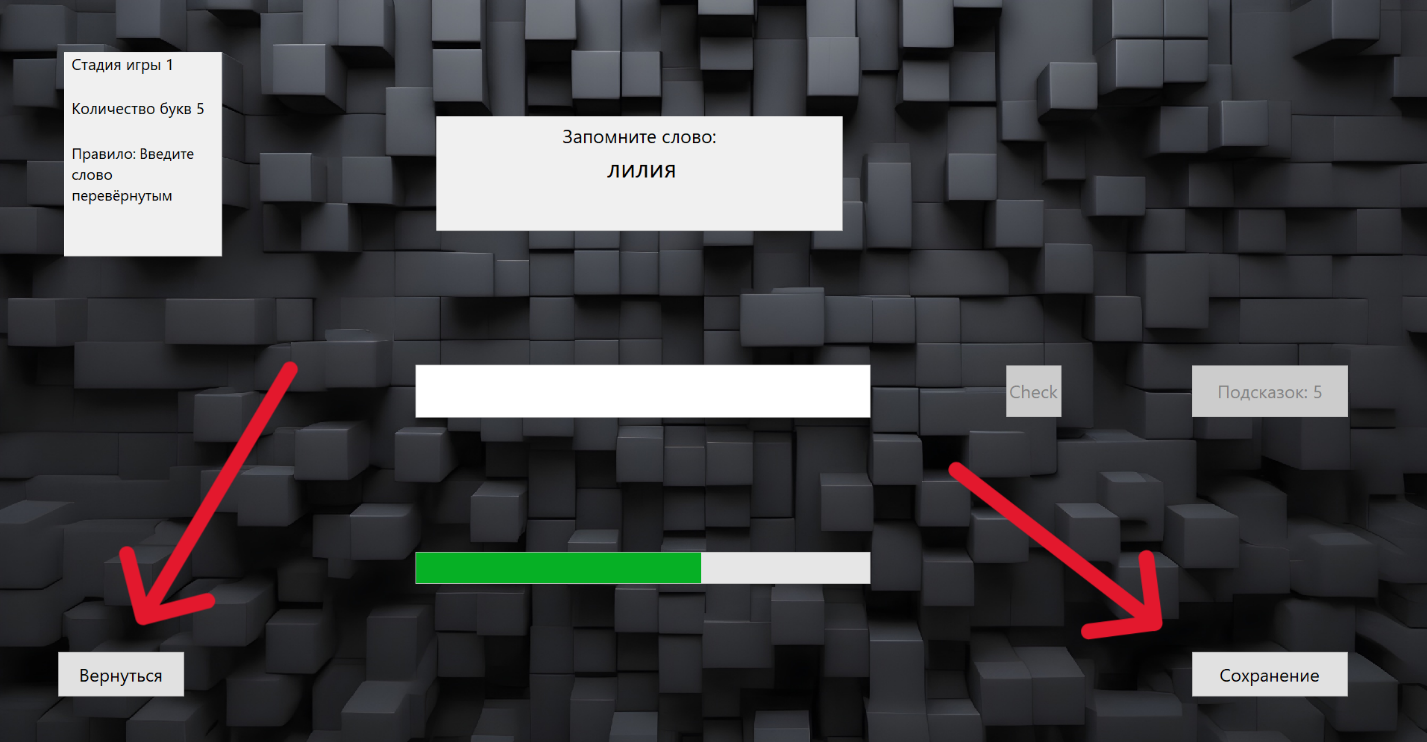 Стадия игры 1
Количество букв 5
Правило: Введите
слово
перевёрнутым
Запомните слово:
ЛИЛИЯ
Check
Подсказок: 5
Вернуться
Сохранение